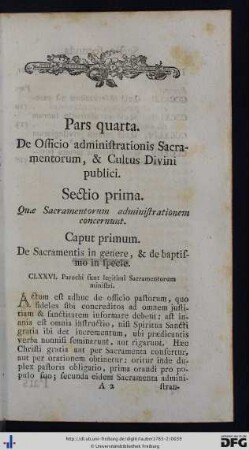 Pars quarta.
De Officio administrationis Sacra-
mentorum, & Cultus Divini
publici.
Sectio prima.
Quæ Sacramentorum administrationem
concernunt.
Caput primum.
De Sacramentis in genere, & de baptis-
mo in specie.
CLXXVI. Parochi sunt legitimi Sacramentorum
ministri.
Actum est adhuc de officio pastorum, quo
fideles sibi concreditos ad omnem justi-
tiam & sanctitatem informare debent; ast in-
anis est omnis instructio, nisi Spiritus Sancti
gratia ibi det incrementum, ubi prædicantis
verba nomisi seminarunt, aut rigarunt. Hæc
Christi gratia aut per Sacramenta confertur,
aut per orationem obtinetur: oritur inde du-
plex pastoris obligatio, prima orandi pro po-
pulo suo; secunda eidem Sacramenta admini-
A 2 stran-